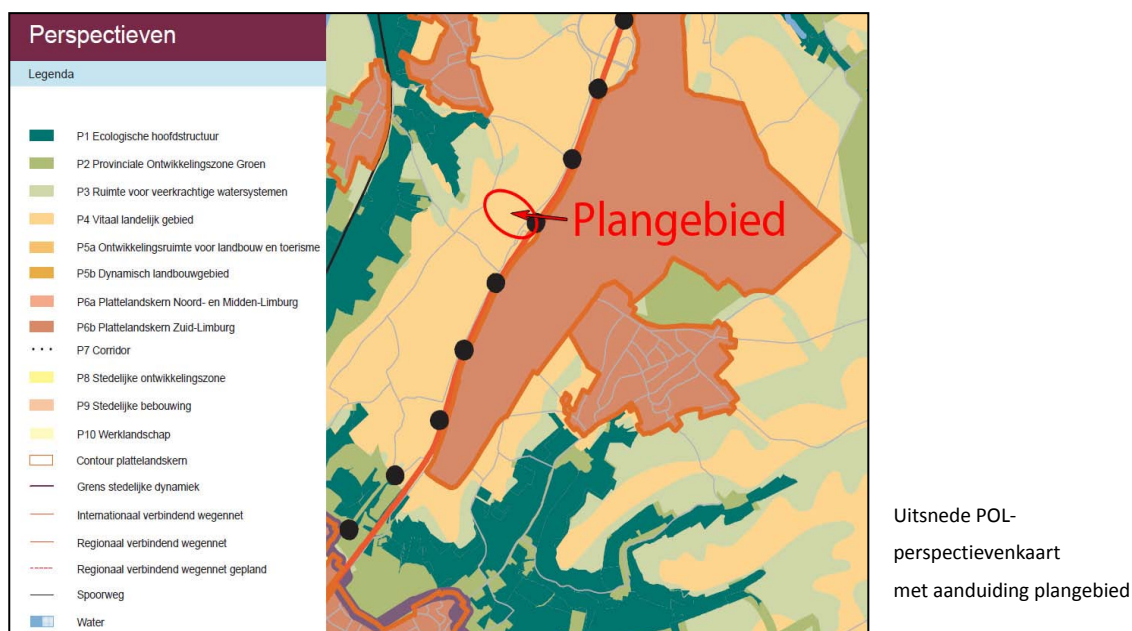 Perspectieven
Legenda
P1 Ecologische hoofdstructuur
P2 Provinciale Ontwikkelingszone Groen
P3 Ruimte voor veerkrachtige watersystemen
P4 Vitaal landelijk gebied
P5a Ontwikkelingsruimte voor landbouw en toerisme
P5b Dynamisch landbouwgebied
P6a Plattelandskern Noord- en Midden-Limburg
P6b Plattelandskern Zuid-Limburg
P7 Corridor
P8 Stedelijke ontwikkelingszone
P9 Stedelijke bebouwing
P10 Werklandschap
Contour plattelandskern
Grens stedelijke dynamiek
Internationaal verbindend wegennet
Regionaal verbindend wegennet
Regionaal verbindend wegennet gepland
Spoorweg
Water
Plangebied
Uitsnede POL-
perspectievenkaart
met aanduiding plangebied